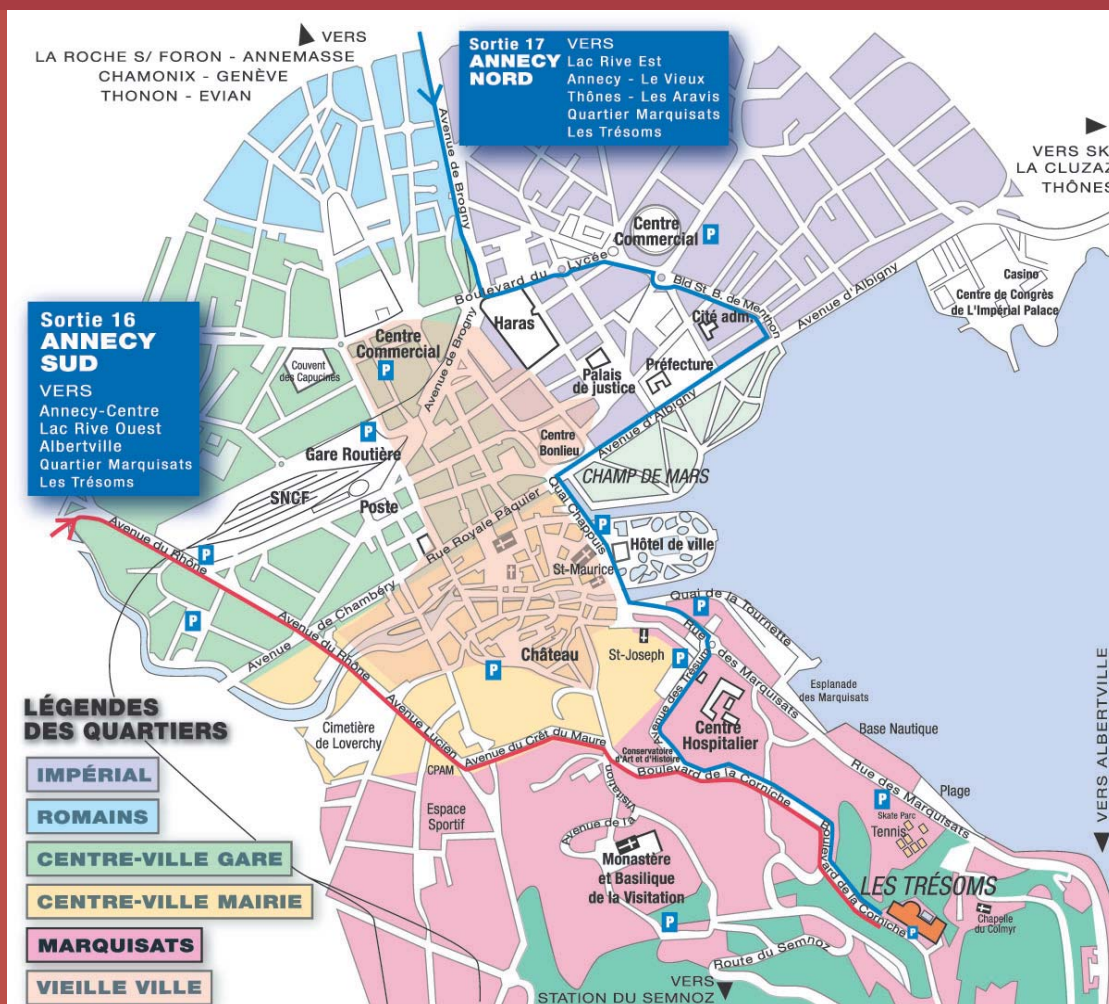 VERS
LA ROCHE S/ FORON - ANNEMASSE
CHAMONIX - GENÈVE
THONON - EVIAN
Sortie 17
ANNECY
NORD
VERS
Lac Rive Est
Annecy - Le Vieux
Thônes - Les Aravis
Quartier Marquisats
Les Trésoms
VERS SK
LA CLUZAZ
THÔNES
Avenue de Brogny
Centre
Commercial
P
Boulevard du Lycée
Bld St. B. de Menthon
Avenue d'Albigny
Casino
Centre de Congrès
de L'Impérial Palace
Haras
Cité adm.
Palais
de justice
Préfecture
Sortie 16
ANNECY
SUD
VERS
Annecy-Centre
Lac Rive Ouest
Albertville
Quartier Marquisats
Les Trésoms
Centre
Commercial
P
Avenue de Brogny
Couvent
des Capucines
P
Gare Routière
Centre
Bonlieu
Avenue d'Albigny
CHAMP DE MARS
SNCF
Poste
Rue Royale Pâquier
Quai Chappuis
P
Hôtel de ville
St-Maurice
Avenue du Rhône
P
P
Avenue de Chambéry
Avenue du Rhône
Château
P
St-Joseph
P
P
Quai de la Tournette
Rue des Marquisats
Esplanade
des Marquisats
Avenue des Trésums
Centre
Hospitalier
Base Nautique
Rue des Marquisats
Plage
VERS ALBERTVILLE
Cimetière
de Loverchy
Avenue Lucien
Avenue du Crêt du Maure
CPAM
Conservatoire
d'Art et d'Histoire
Boulevard de la Corniche
Espace
Sportif
Avenue de la Visitation
Monastère
et Basilique
de la Visitation
P
P
Skate Parc
Tennis
Boulevard de la Corniche
LES TRÉSOMS
P
Chapelle
du Colmyr
Route du Semnoz
VERS
STATION DU SEMNOZ
LÉGENDES
DES QUARTIERS
IMPÉRIAL
ROMAINS
CENTRE-VILLE GARE
CENTRE-VILLE MAIRIE
MARQUISATS
VIEILLE VILLE